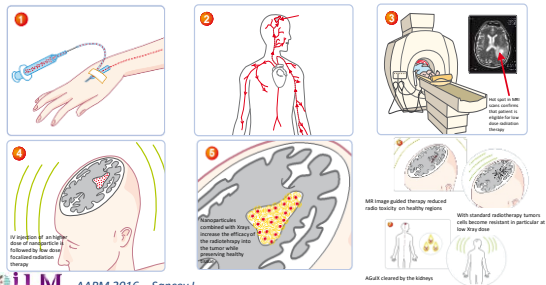 1
2
3
Hot spot in MRI
scans confirms
that patient is
eligible for low
dose radiation
therapy
4
IV injection of an higher
dose of nanoparticle is
followed by low dose
focalized radiation
therapy
5
Nanoparticules
combined with Xrays
increase the efficacy of
the radiotehrapy into
the tumor while
preserving healthy
MR Image guided therapy reduced
radio toxicity on healthy regions
With standard radiotherapy tumors
cells become resistant in particular at
low Xray dose
AGuIX cleared by the kidneys
AAPM 2016